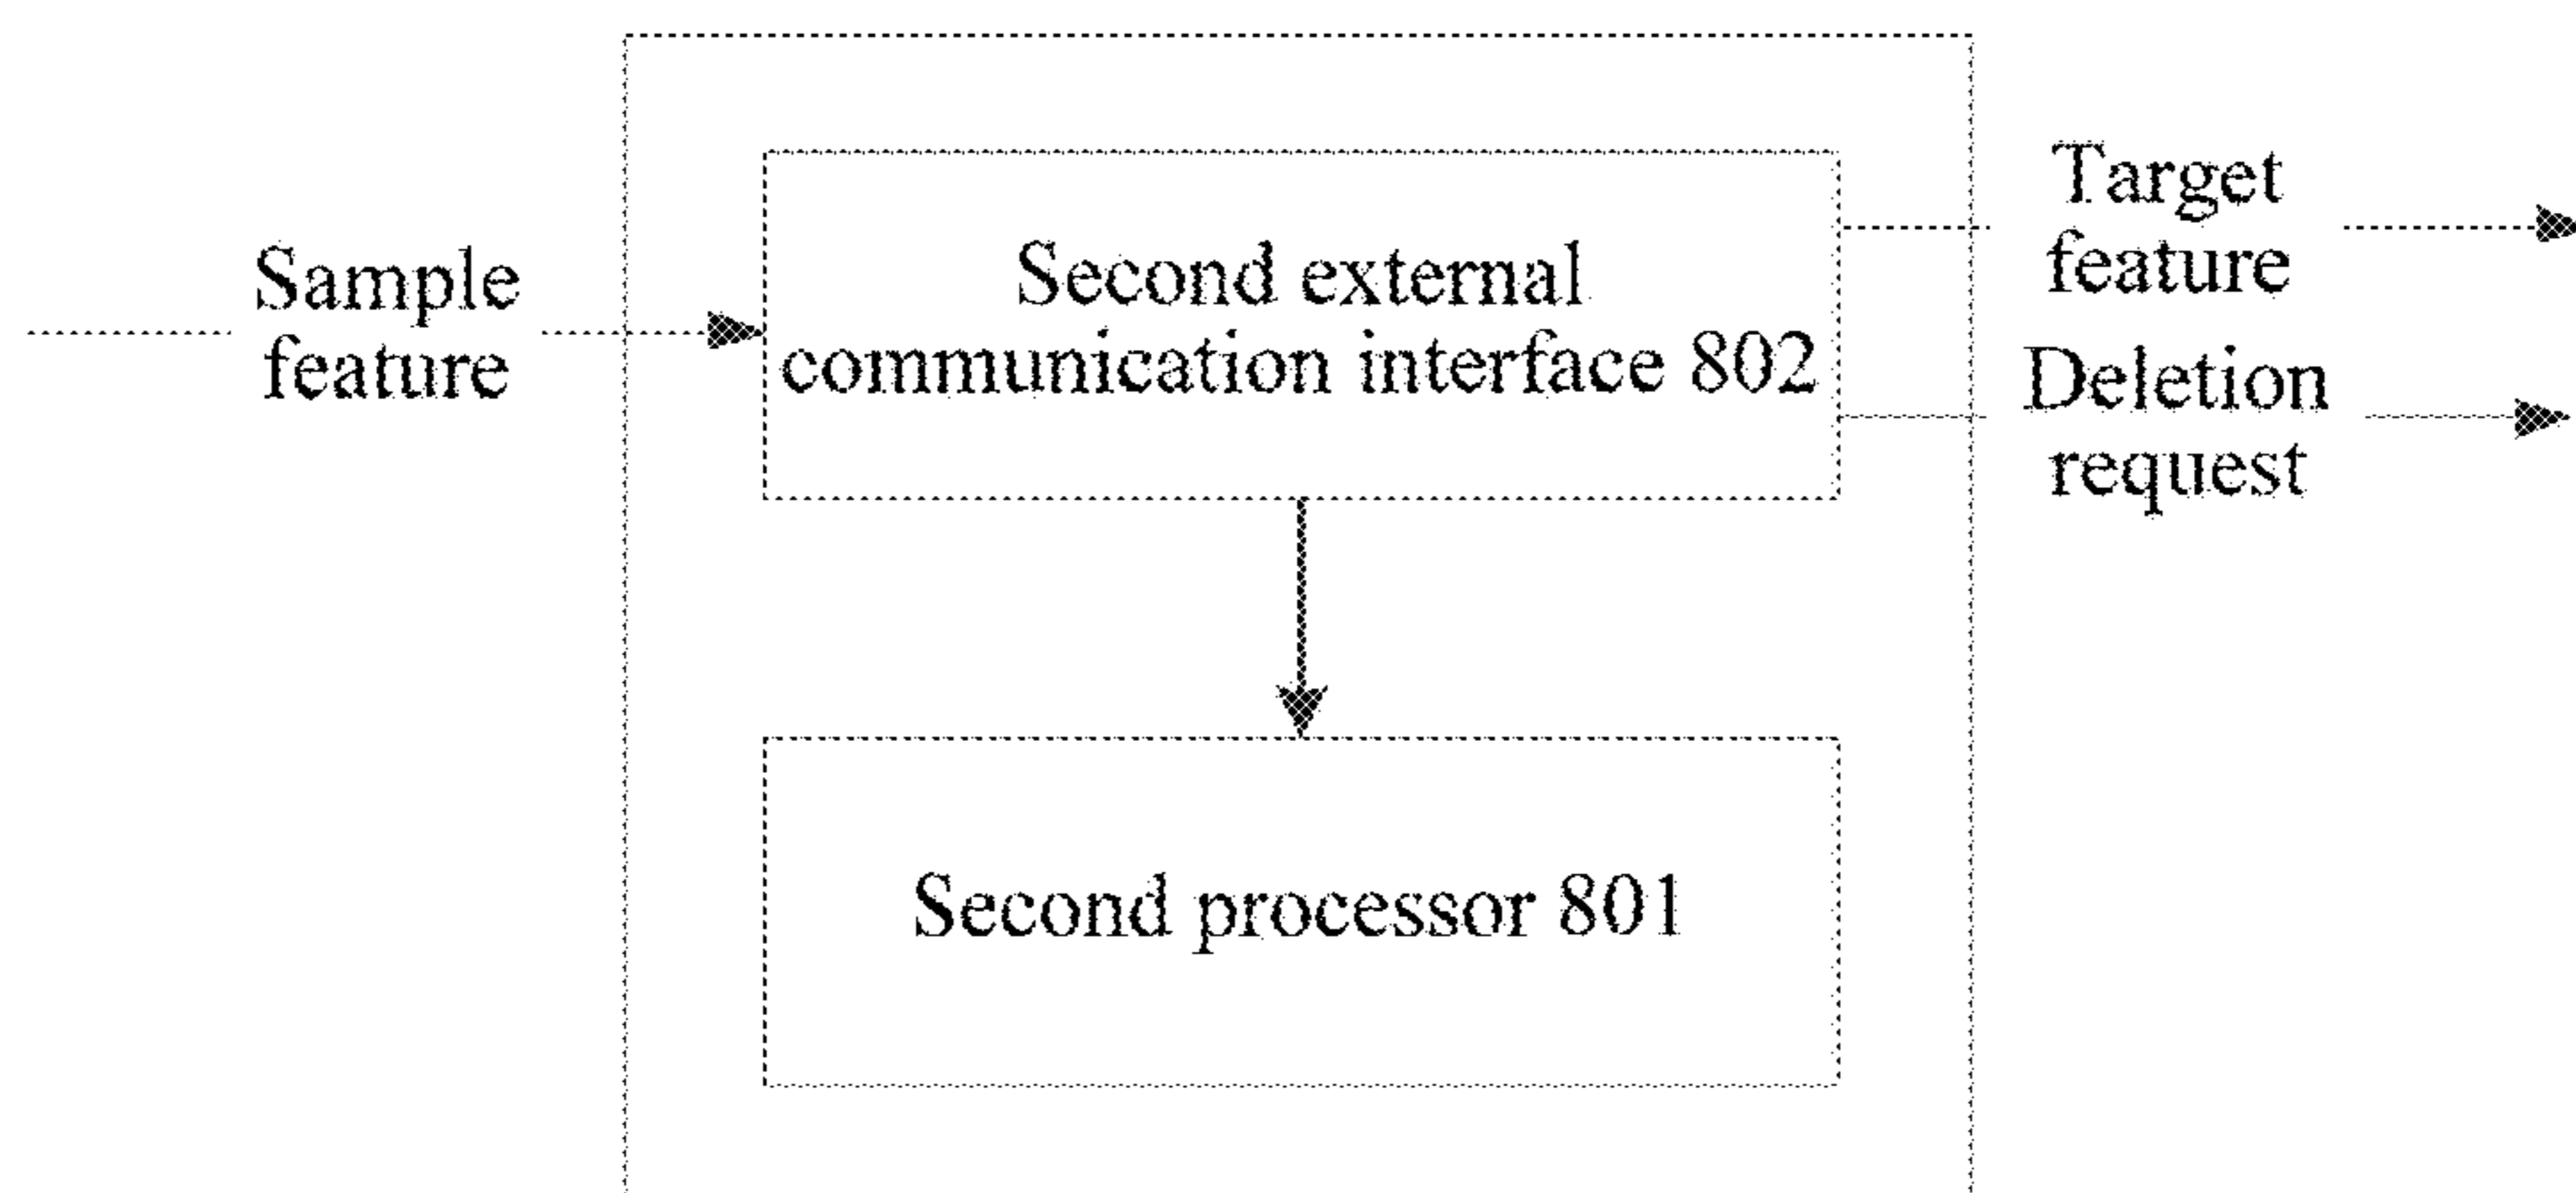 Sample
feature
Second external
communication interface 802
Target
feature
Deletion
request
Second processor 801